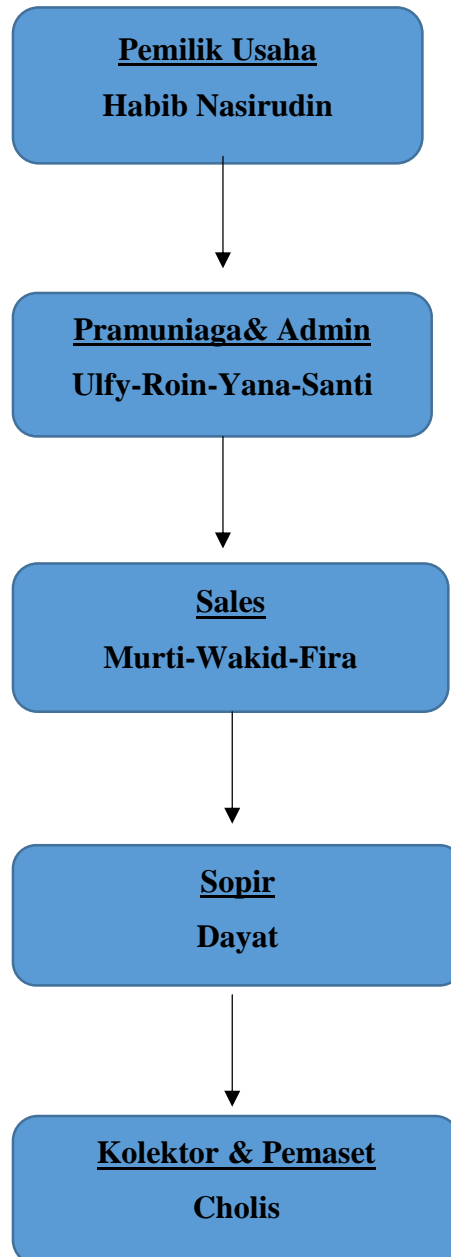 Pemilik Usaha
Habib Nasirudin
Pramuniaga& Admin
Ulfy-Roin-Yana-Santi
Sales
Murti-Wakid-Fira
Sopir
Dayat
Kolektor & Pemaset
Cholis